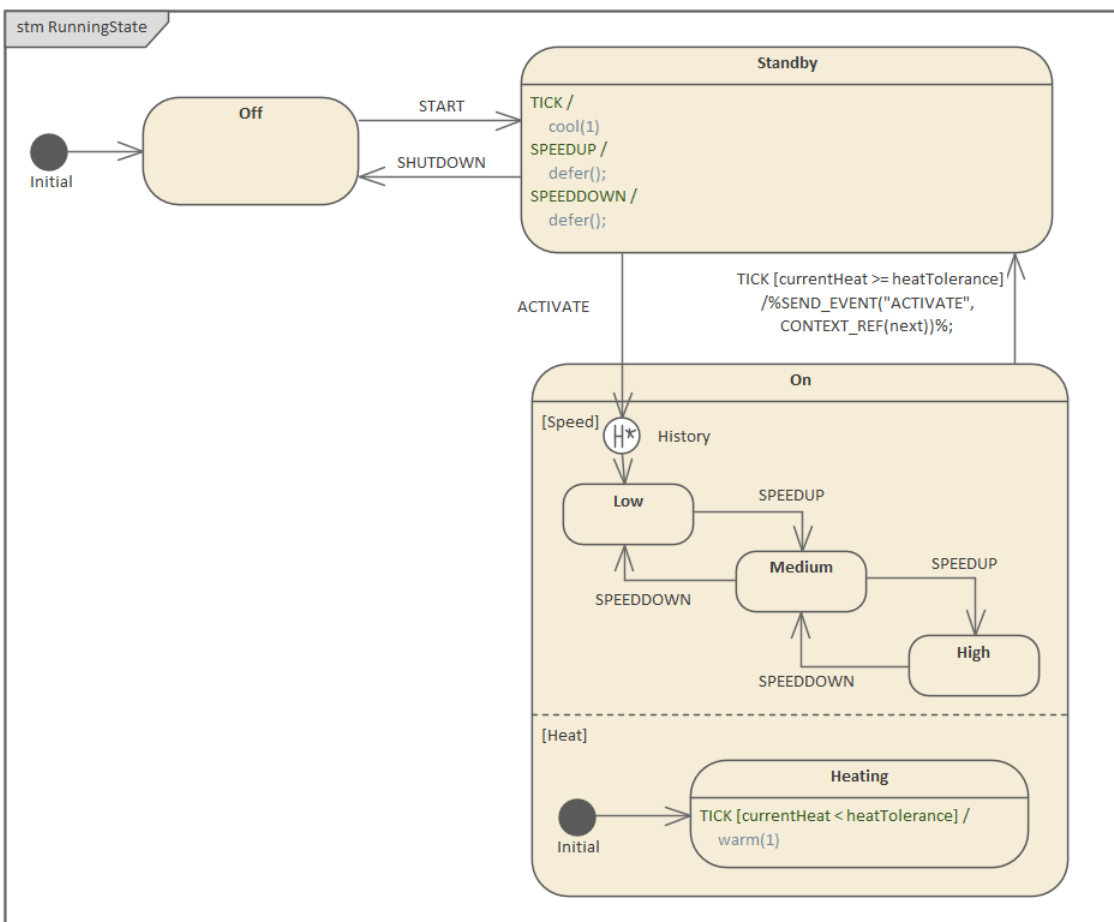 stm RunningState
Standby
Off
START
TICK /
cool(1)
SPEEDUP /
defer();
SPEEDDOWN /
defer();
SHUTDOWN
Initial
TICK [currentHeat >= heatTolerance]
/%SEND_EVENT("ACTIVATE",
CONTEXT_REF(next))%;
ACTIVATE
On
[Speed]
H*
History
Low
SPEEDUP
Medium
SPEEDUP
SPEEDDOWN
High
SPEEDDOWN
[Heat]
Heating
TICK [currentHeat < heatTolerance] /
warm(1)
Initial